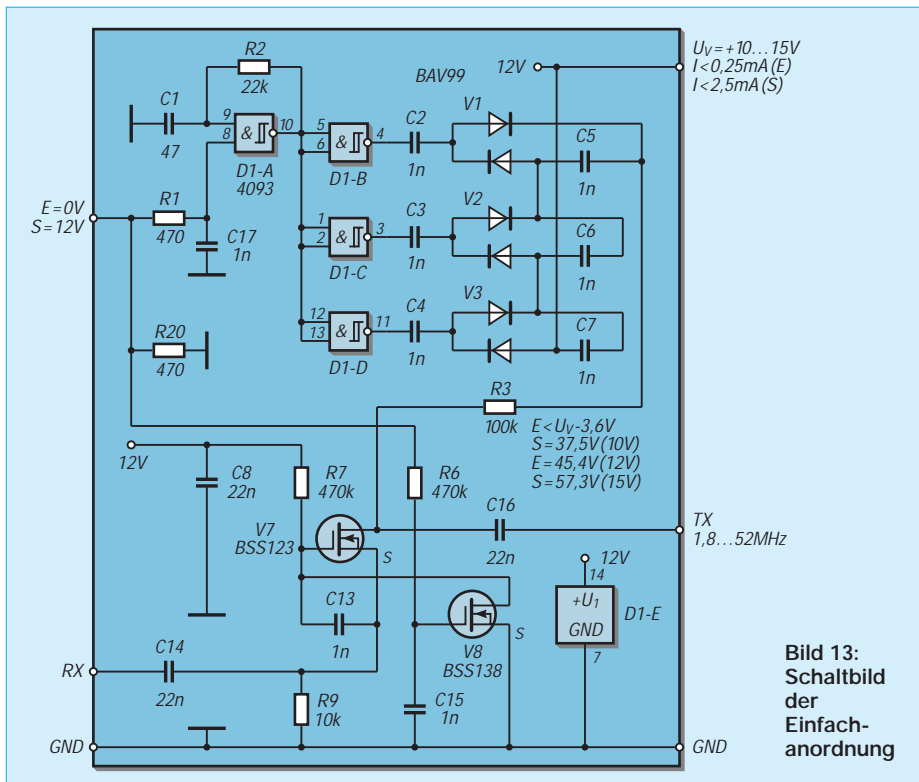 R2
22k
C1
47
9
8
&
10
D1-A
4093
E=0V
S=12V
R1
470
C17
1n
R20
470
5
6
&
4
D1-B
1
2
&
3
D1-C
12
13
&
11
D1-D
C2
1n
C3
1n
C4
1n
BAV99
V1
V2
V3
C5
1n
C6
1n
C7
1n
12V
U_V=+10...15V
I<0,25mA (E)
I<2,5mA (S)
R3
100k
E<U_V-3,6V
S=37,5V (10V)
E=45,4V (12V)
S=57,3V (15V)
12V
C8
22n
R7
470k
R6
470k
V7
BSS123
S
C16
22n
TX
1,8...52MHz
C13
1n
V8
BSS138
S
12V
14
+U1
GND
D1-E
7
RX
C14
22n
R9
10k
C15
1n
GND
GND
Bild 13:
Schaltbild
der
Einfach-
anordnung